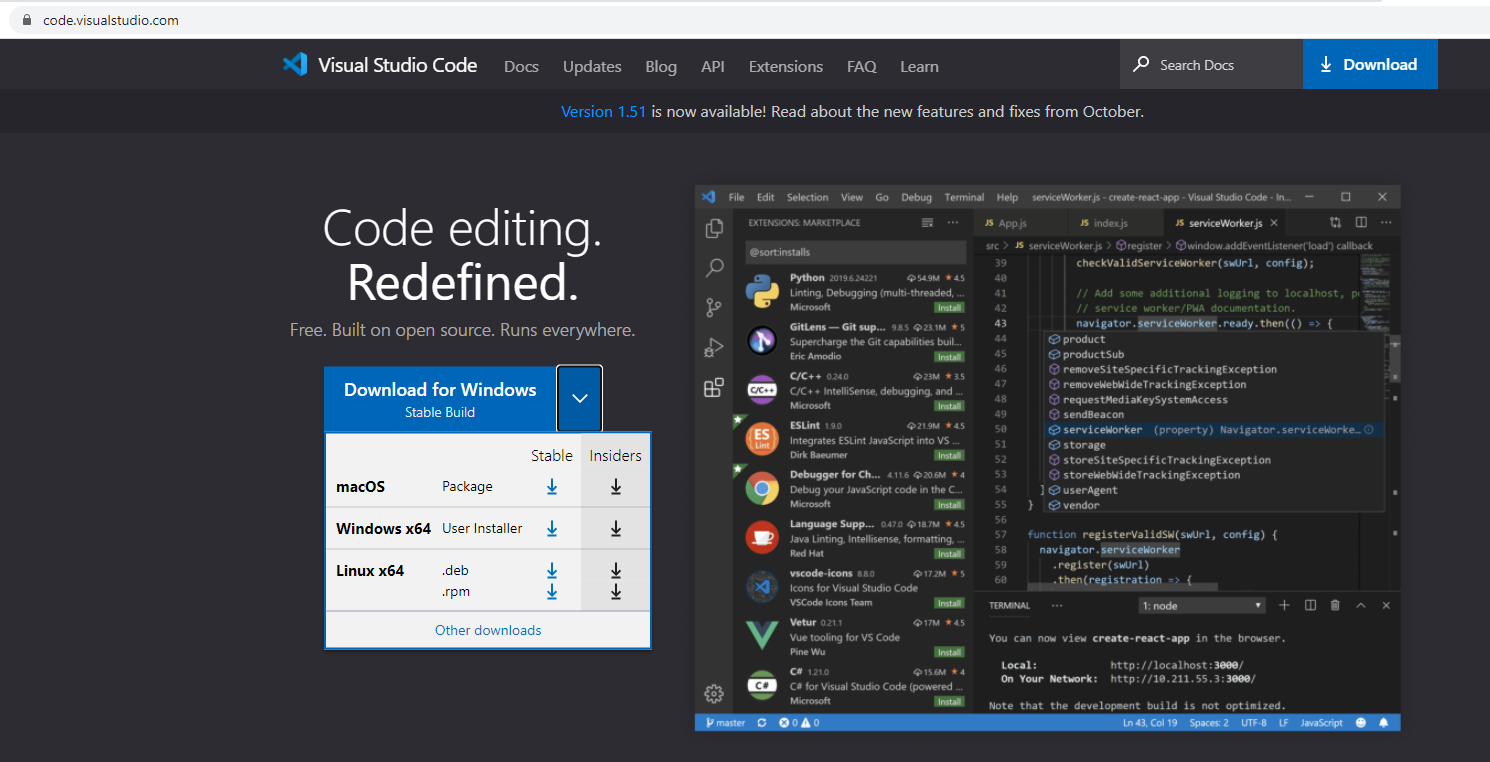 code.visualstudio.com
Visual Studio Code Docs Updates Blog API Extensions FAQ Learn Search Docs Download
Version 1.51 is now available! Read about the new features and fixes from October.
Code editing.
Redefined.
Free. Built on open source. Runs everywhere.
Download for Windows
Stable Build
Stable Insiders
macOS Package
Windows x64 User Installer
Linux x64 .deb
.rpm
Other downloads
File Edit Selection View Go Debug Terminal Help serviceWorker.js - create-react-app - Visual Studio Code - In...
EXTENSIONS: MARKETPLACE
@sort:installs
Python 2019.6.24221 54.9M 4.5
Linting, Debugging (multi-threaded, ...
Microsoft Install
GitLens — Git sup... 9.8.5 23.1M 5
Supercharge the Git capabilities buil...
Eric Amodio Install
C/C++ 0.24.0 23M 3.5
C/C++
C/C++ IntelliSense, debugging, and ...
Microsoft Install
ESLint 1.9.0 21.9M 4.5
ES
Lint
Integrates ESLint JavaScript into VS ...
Dirk Baeumer Install
Debugger for Ch... 4.11.6 20.6M 4
Debug your JavaScript code in the C...
Microsoft Install
Language Supp... 0.47.0 18.7M 4.5
Java Linting, Intellisense, formatting, ...
Red Hat Install
vscode-icons 8.8.0 17.2M 5
Icons for Visual Studio Code
VSCode Icons Team Install
Vetur 0.21.1 17M 4.5
Vue tooling for VS Code
Pine Wu Install
C# 1.21.0 15.6M 4
C#
C# for Visual Studio Code (powered ...
Microsoft Install
JS App.js JS index.js JS serviceWorker.js
src > JS serviceWorker.js > register > window.addEventListener('load') callback
39 checkValidServiceWorker(swUrl, config);
40
41 // Add some additional logging to localhost, p
42 // service worker/PWA documentation.
43 navigator.serviceWorker.ready.then(() => {
44 product
45 productSub
46 removeSiteSpecificTrackingException
47 removeWebWideTrackingException
48 requestMediaKeySystemAccess
49 sendBeacon
50 serviceWorker (property) Navigator.serviceWorke...
51 storage
52 storeSiteSpecificTrackingException
53 storeWebWideTrackingException
54 } userAgent
55 } vendor
56
57 function registerValidSW(swUrl, config) {
58 navigator.serviceWorker
59 .register(swUrl)
60 .then(registration => {
TERMINAL ... 1: node
You can now view create-react-app in the browser.
Local: http://localhost:3000/
On Your Network: http://10.211.55.3:3000/
Note that the development build is not optimized.
master 0 0 Ln 43, Col 19 Spaces: 2 UTF-8 LF JavaScript